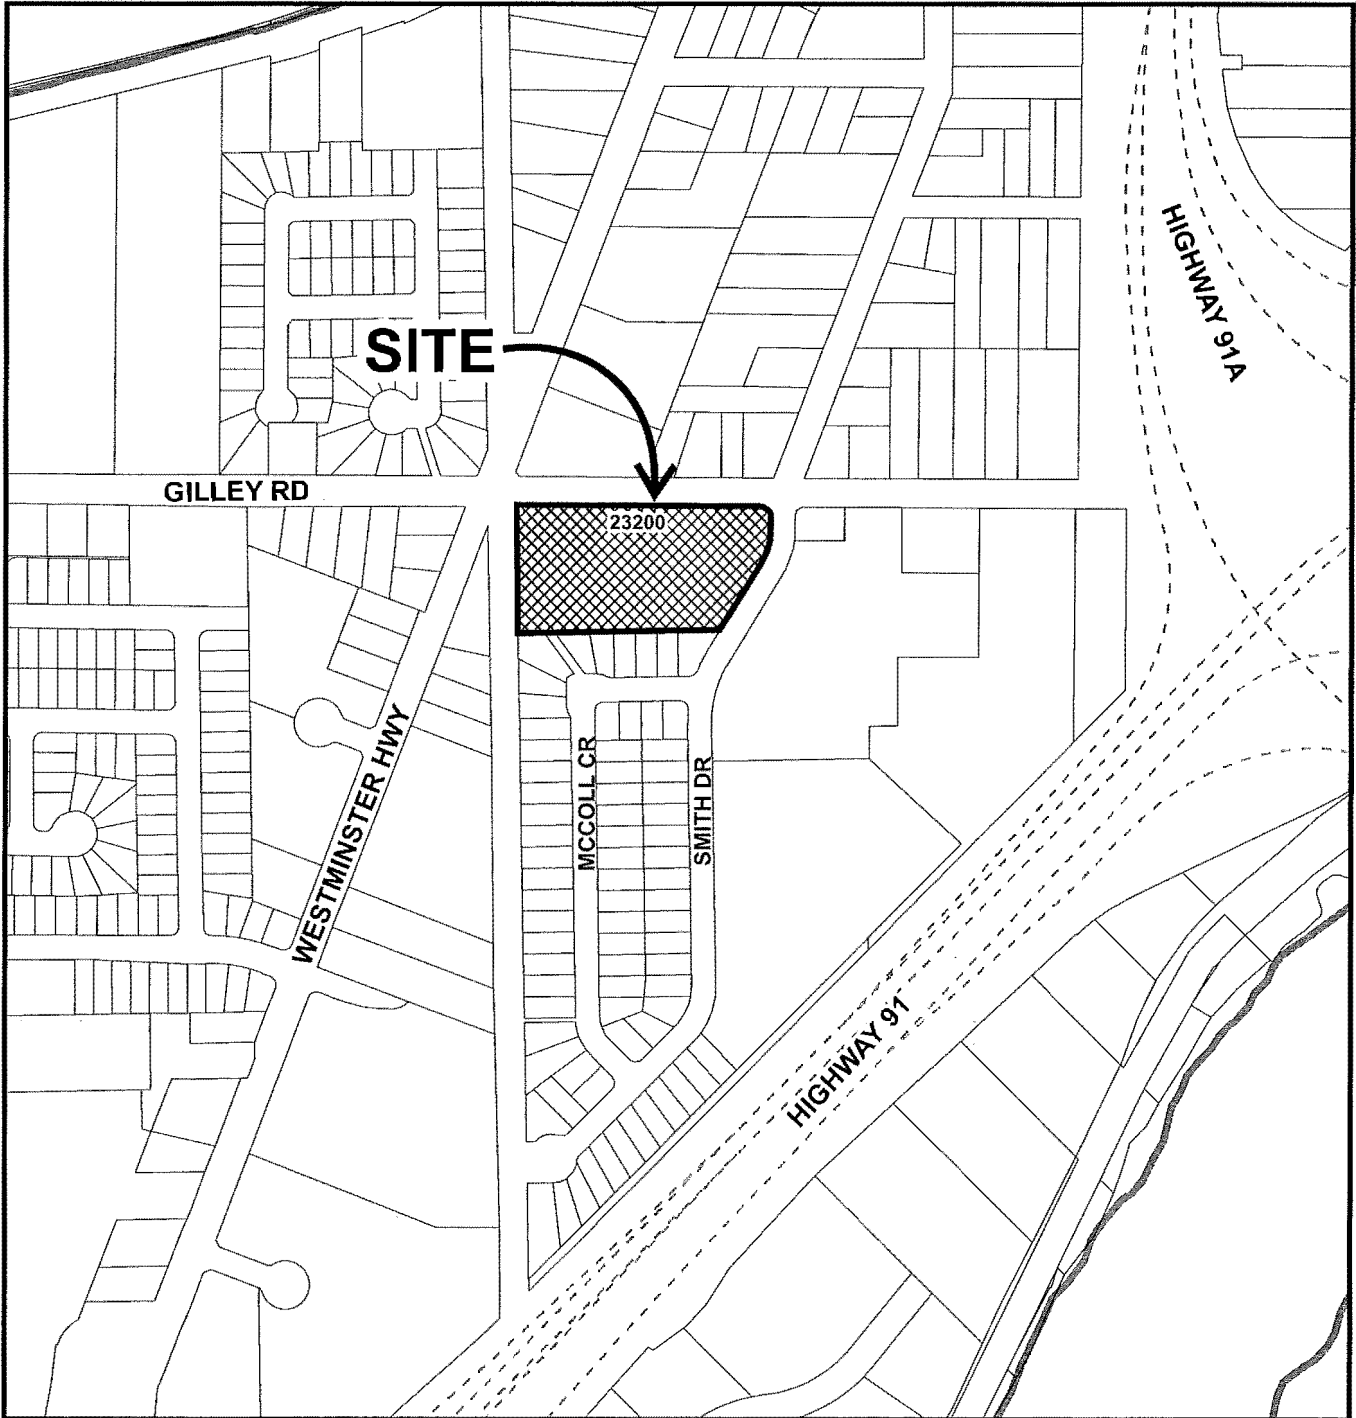 HIGHWAY 91A
SITE
GILLEY RD
23200
WESTMINSTER HWY
MCCOLL CR
SMITH DR
HIGHWAY 91